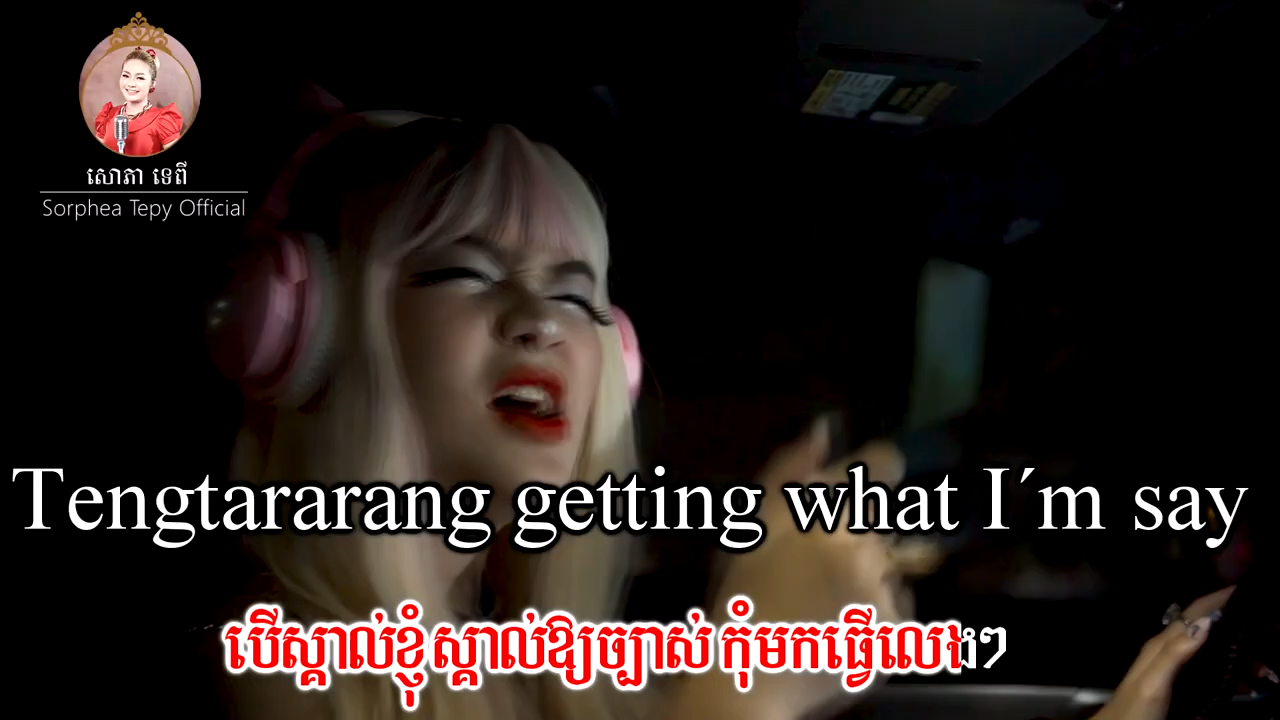 សោភា ទេពី
Sorphea Tepy Official
Tengtararang getting what I´m say
បើស្គាល់ខ្ញុំស្គាល់ឱ្យច្បាស់ កុំមកធ្វើលេងៗ